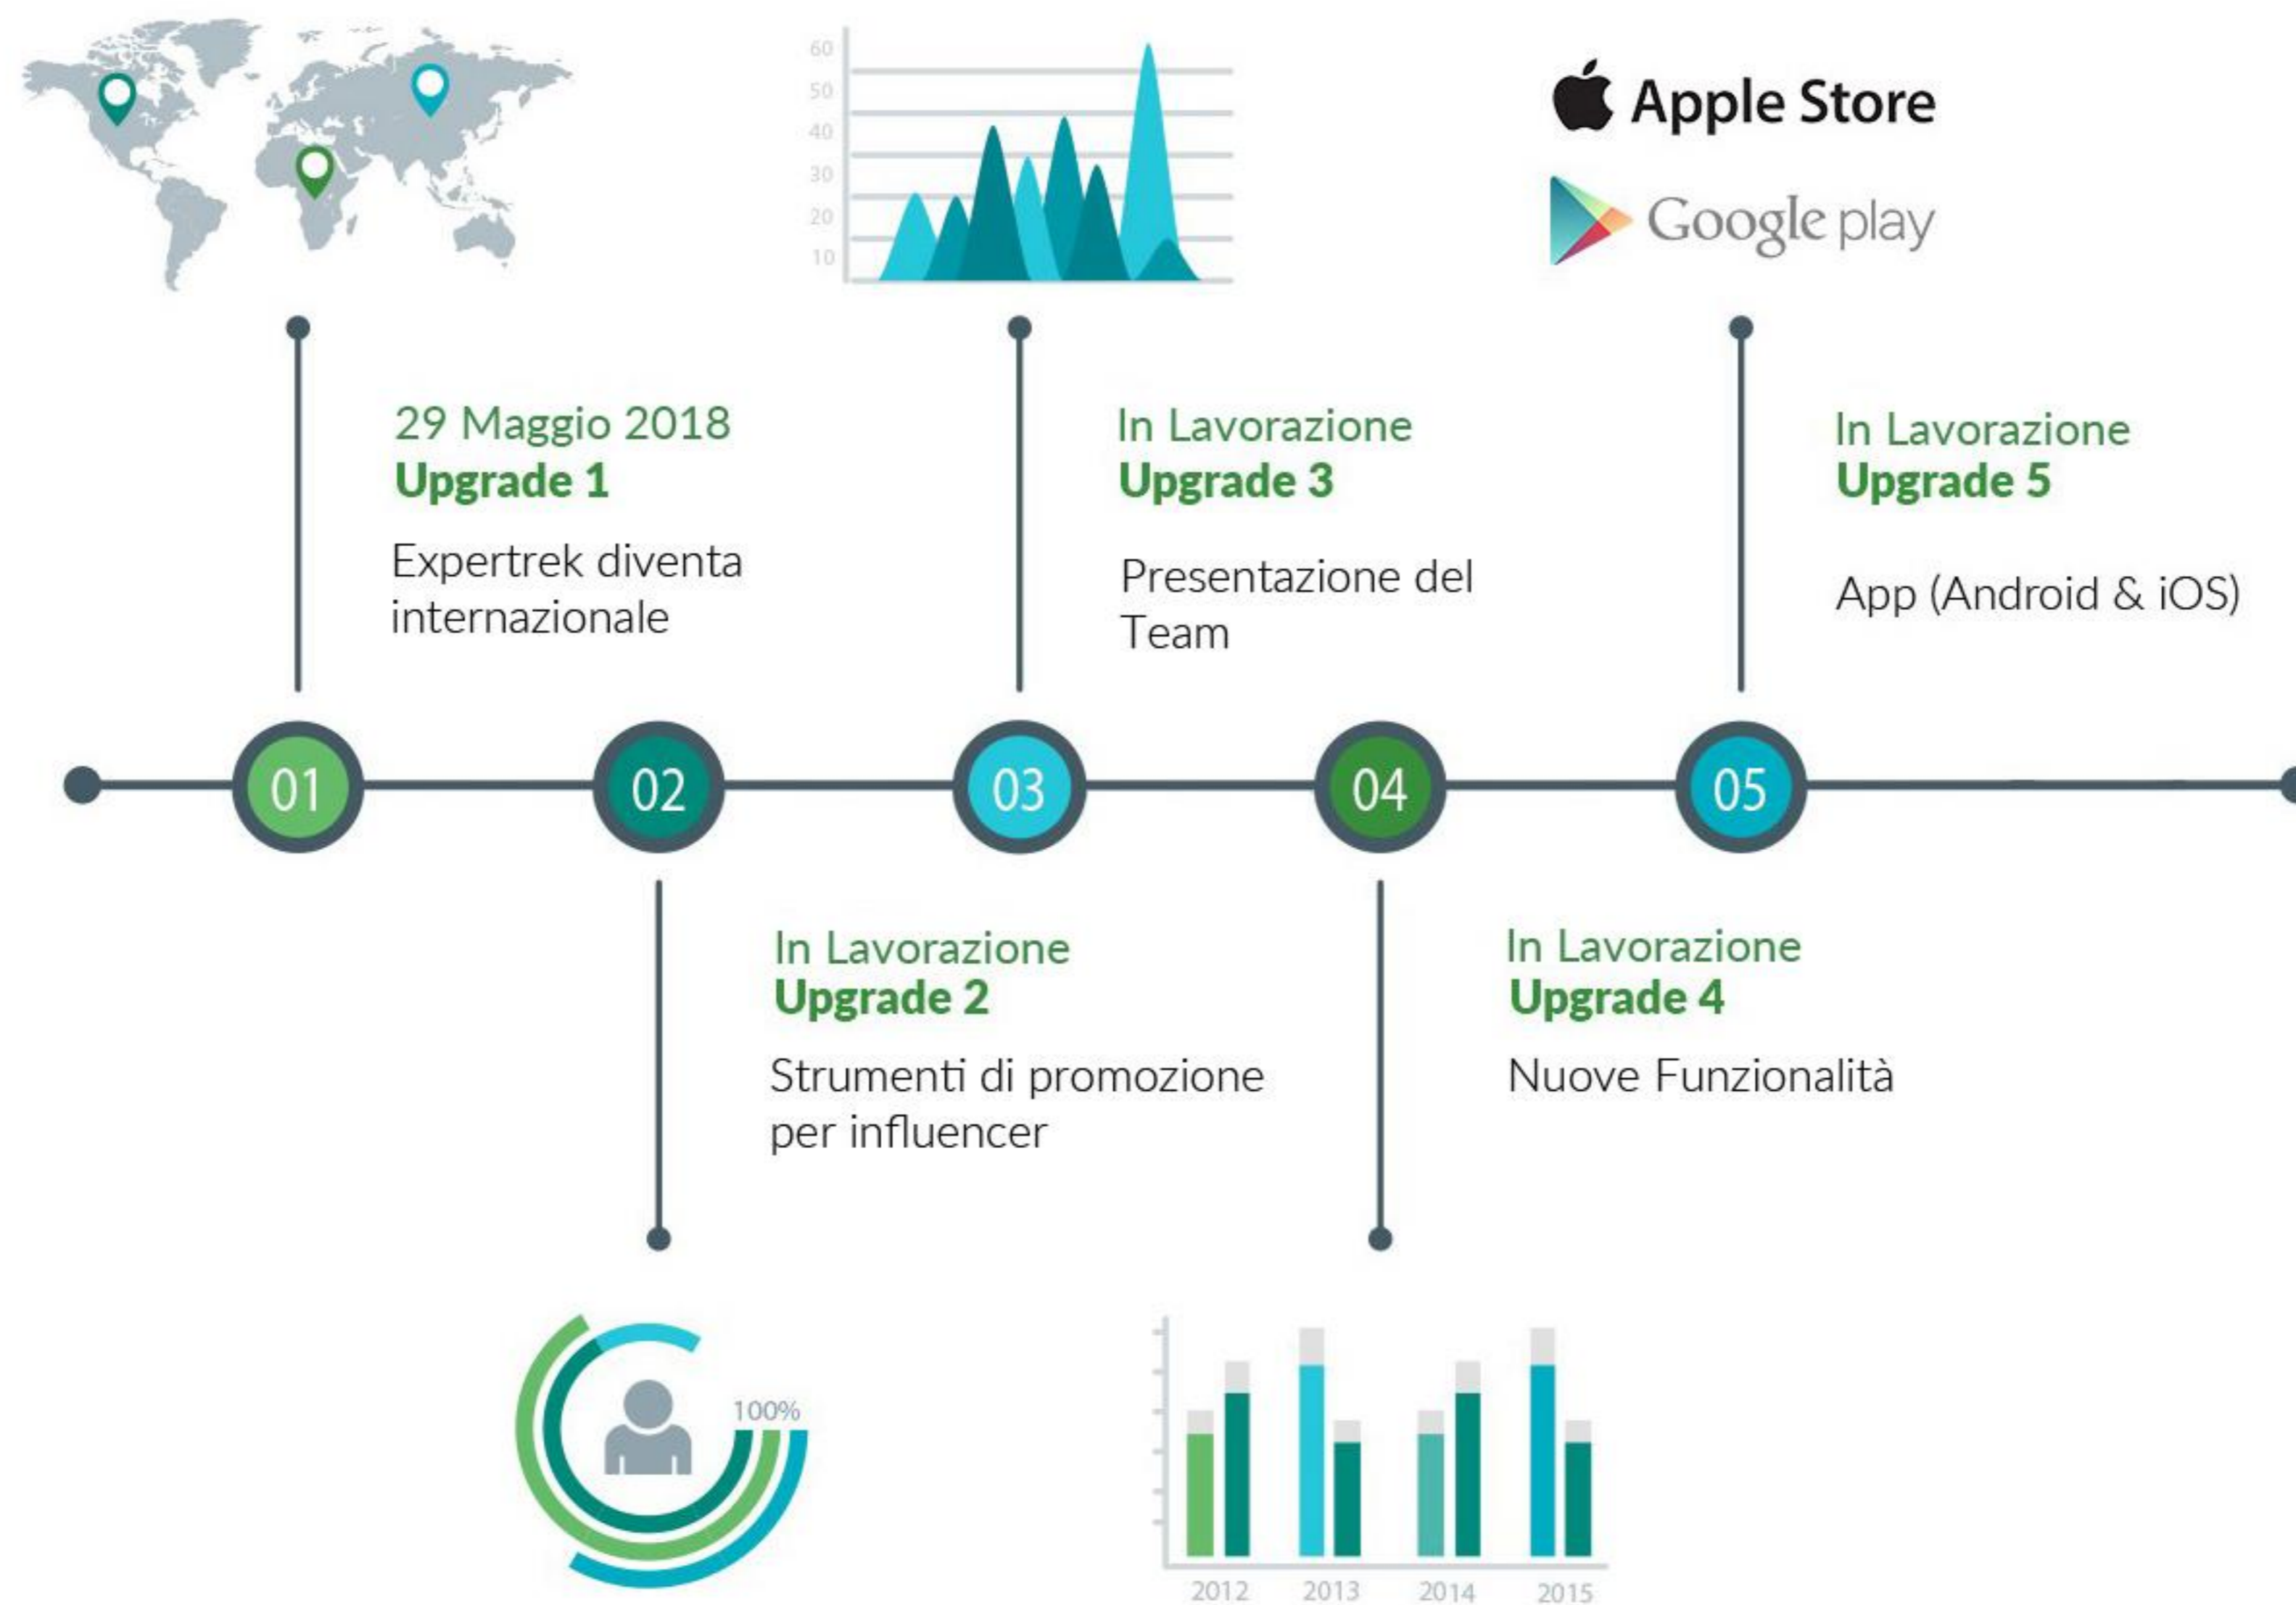 60
50
40
30
20
10
Apple Store
Google play
29 Maggio 2018
Upgrade 1
Expertrek diventa
internazionale
In Lavorazione
Upgrade 3
Presentazione del
Team
In Lavorazione
Upgrade 5
App (Android & iOS)
01
02
03
04
05
In Lavorazione
Upgrade 2
Strumenti di promozione
per influencer
In Lavorazione
Upgrade 4
Nuove Funzionalità
100%
2012
2013
2014
2015